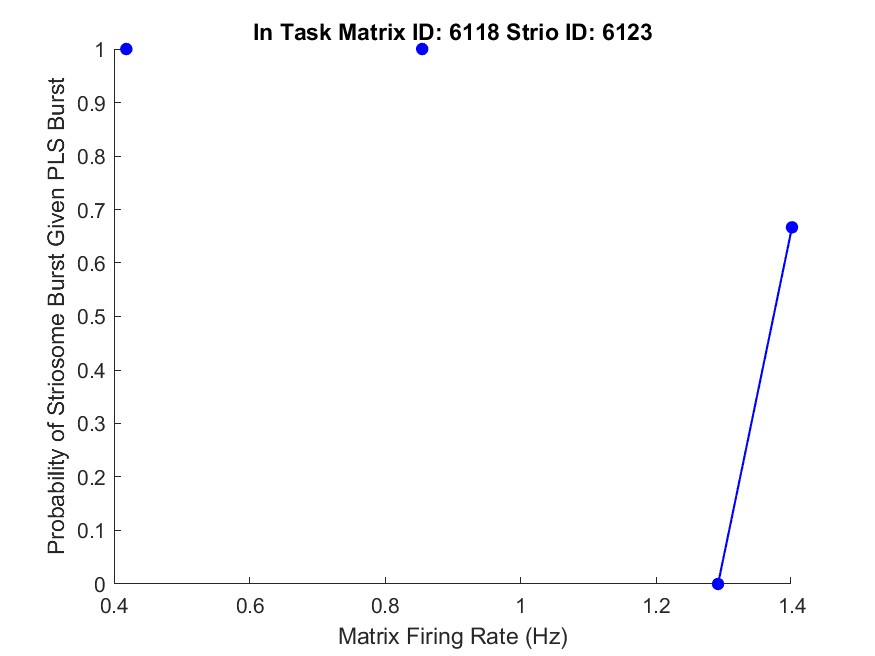 In Task Matrix ID: 6118 Strio ID: 6123
Probability of Striosome Burst Given PLS Burst
1
0.9
0.8
0.7
0.6
0.5
0.4
0.3
0.2
0.1
0
0.4 0.6 0.8 1 1.2 1.4
Matrix Firing Rate (Hz)